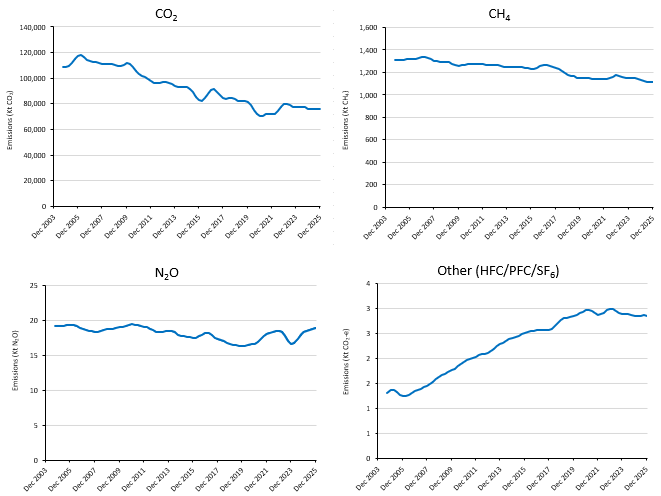 CO₂
140,000
120,000
100,000
80,000
60,000
40,000
20,000
0
Emissions (Kt CO₂)
Dec 2003
Dec 2005
Dec 2007
Dec 2009
Dec 2011
Dec 2013
Dec 2015
Dec 2017
Dec 2019
Dec 2021
Dec 2023
Dec 2025
CH₄
1,600
1,400
1,200
1,000
800
600
400
200
0
Emissions (Kt CH₄)
Dec 2003
Dec 2005
Dec 2007
Dec 2009
Dec 2011
Dec 2013
Dec 2015
Dec 2017
Dec 2019
Dec 2021
Dec 2023
Dec 2025
N₂O
25
20
15
10
5
0
Emissions (Kt N₂O)
Dec 2003
Dec 2005
Dec 2007
Dec 2009
Dec 2011
Dec 2013
Dec 2015
Dec 2017
Dec 2019
Dec 2021
Dec 2023
Dec 2025
Other (HFC/PFC/SF₆)
4
3
3
2
2
1
1
0
Emissions (Kt CO₂-e)
Dec 2003
Dec 2005
Dec 2007
Dec 2009
Dec 2011
Dec 2013
Dec 2015
Dec 2017
Dec 2019
Dec 2021
Dec 2023
Dec 2025